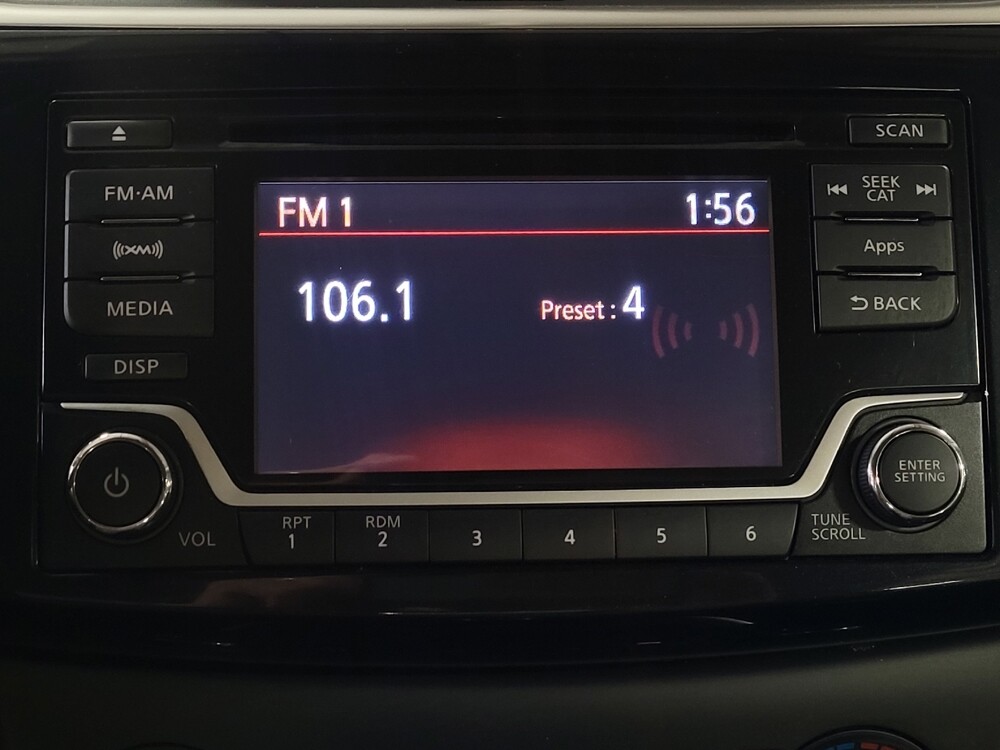 SCAN
FM·AM
SEEK
CAT
((XM))
Apps
MEDIA
BACK
DISP
FM 1 1:56
106.1 Preset : 4
ENTER
SETTING
VOL
RPT
1
RDM
2
3
4
5
6
TUNE
SCROLL